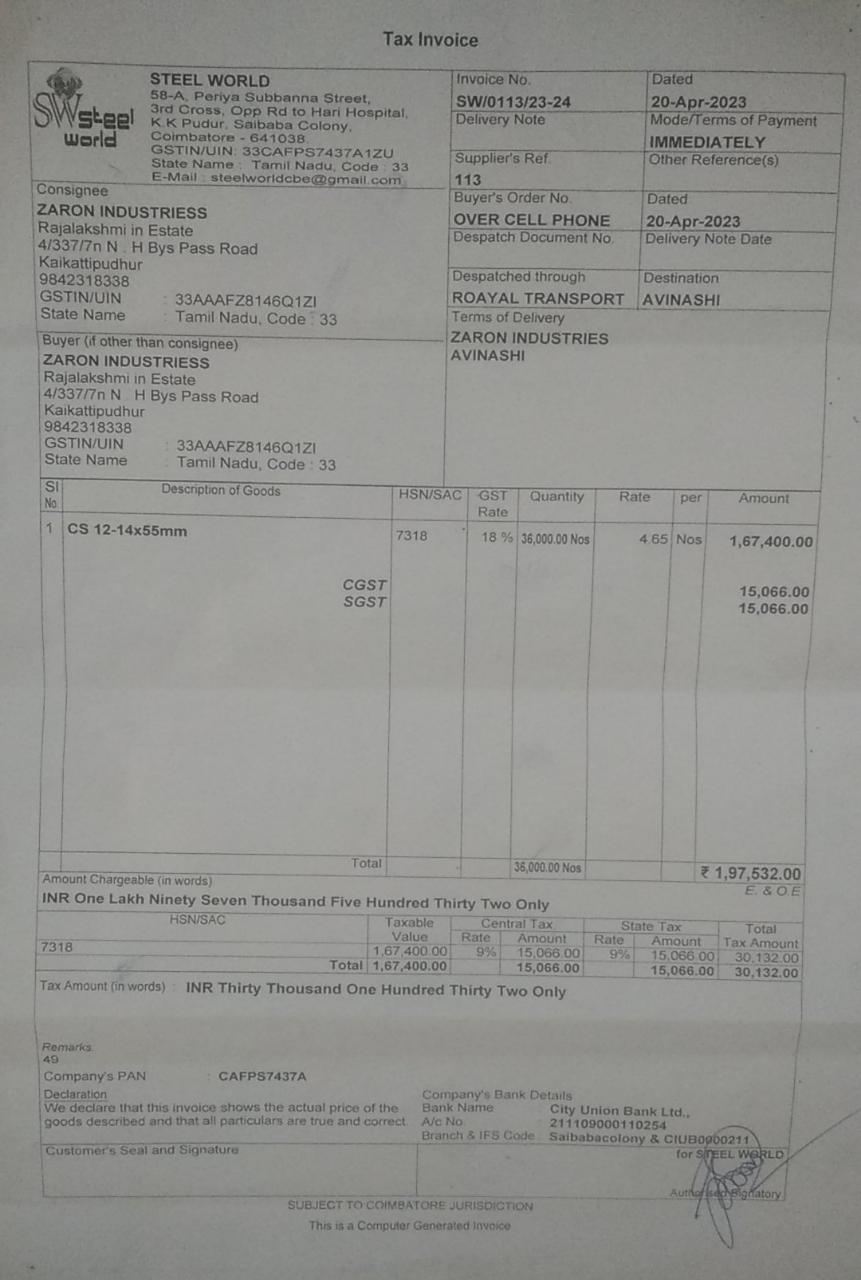 Tax Invoice
SW steel world
STEEL WORLD
58-A, Periya Subbanna Street,
3rd Cross, Opp Rd to Hari Hospital,
K.K Pudur, Saibaba Colony,
Coimbatore - 641038.
GSTIN/UIN: 33CAFPS7437A1ZU
State Name : Tamil Nadu, Code : 33
E-Mail : steelworldcbe@gmail.com
Invoice No. Dated
SW/0113/23-24 20-Apr-2023
Delivery Note Mode/Terms of Payment
IMMEDIATELY
Supplier's Ref. Other Reference(s)
113
Buyer's Order No. Dated
OVER CELL PHONE 20-Apr-2023
Despatch Document No. Delivery Note Date
Despatched through Destination
ROAYAL TRANSPORT AVINASHI
Terms of Delivery
ZARON INDUSTRIES
AVINASHI
Consignee
ZARON INDUSTRIESS
Rajalakshmi in Estate
4/337/7n N . H Bys Pass Road
Kaikattipudhur
9842318338
GSTIN/UIN : 33AAAFZ8146Q1ZI
State Name : Tamil Nadu, Code : 33
Buyer (if other than consignee)
ZARON INDUSTRIESS
Rajalakshmi in Estate
4/337/7n N . H Bys Pass Road
Kaikattipudhur
9842318338
GSTIN/UIN : 33AAAFZ8146Q1ZI
State Name : Tamil Nadu, Code : 33
Sl No. Description of Goods HSN/SAC GST Rate Quantity Rate per Amount
1 CS 12-14x55mm 7318 18 % 36,000.00 Nos 4.65 Nos 1,67,400.00
CGST 15,066.00
SGST 15,066.00
Total 36,000.00 Nos ₹ 1,97,532.00
Amount Chargeable (in words) E. & O.E
INR One Lakh Ninety Seven Thousand Five Hundred Thirty Two Only
HSN/SAC Taxable Value Central Tax State Tax Total Tax Amount
Rate Amount Rate Amount
7318 1,67,400.00 9% 15,066.00 9% 15,066.00 30,132.00
Total 1,67,400.00 15,066.00 15,066.00 30,132.00
Tax Amount (in words) : INR Thirty Thousand One Hundred Thirty Two Only
Remarks:
49
Company's PAN : CAFPS7437A
Declaration
We declare that this invoice shows the actual price of the
goods described and that all particulars are true and correct.
Company's Bank Details
Bank Name : City Union Bank Ltd.,
A/c No. : 211109000110254
Branch & IFS Code : Saibabacolony & CIUB0000211
Customer's Seal and Signature
for STEEL WORLD
Authorised Signatory
SUBJECT TO COIMBATORE JURISDICTION
This is a Computer Generated Invoice